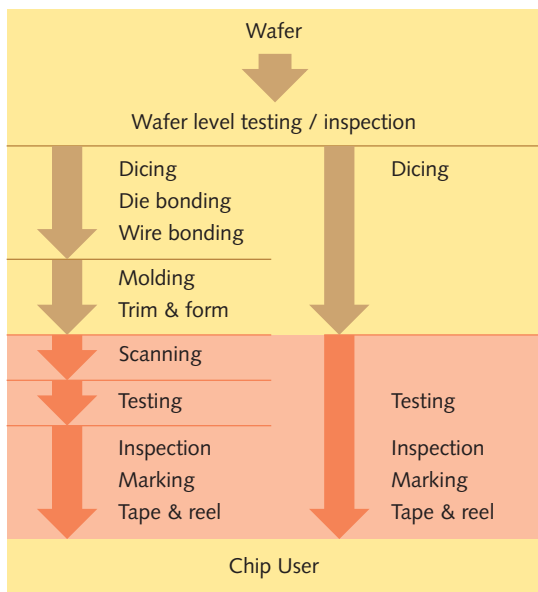 Wafer
Wafer level testing / inspection
Dicing
Die bonding
Wire bonding
Molding
Trim & form
Scanning
Testing
Inspection
Marking
Tape & reel
Dicing
Testing
Inspection
Marking
Tape & reel
Chip User